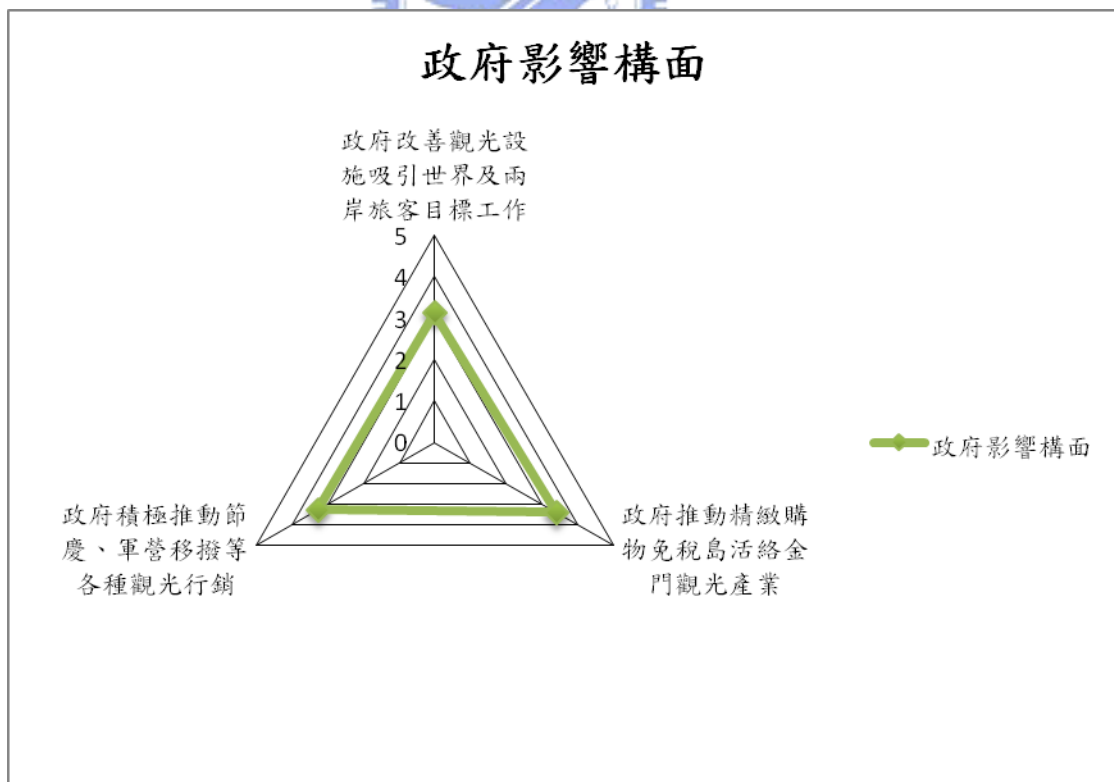 政府影響構面
政府改善觀光設
施吸引世界及兩
岸旅客目標工作
5
4
3
2
1
0
政府影響構面
政府積極推動節
慶、軍營移撥等
各種觀光行銷
政府推動精緻購
物免稅島活絡金
門觀光產業